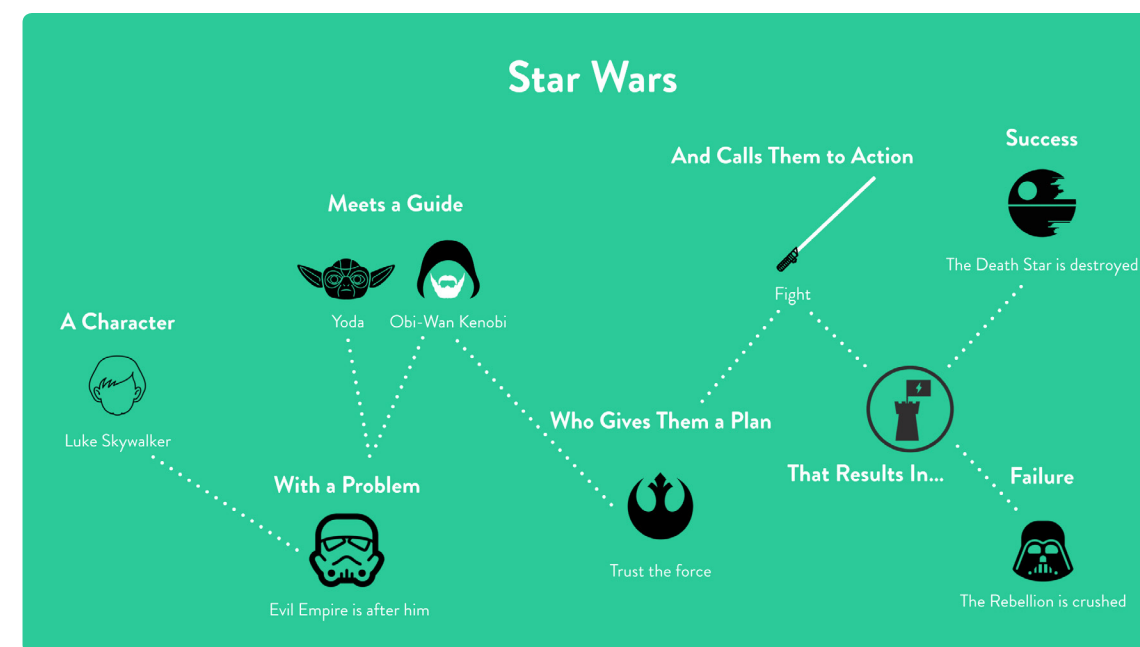 Star Wars
A Character
Luke Skywalker
With a Problem
Evil Empire is after him
Meets a Guide
Yoda
Obi-Wan Kenobi
Who Gives Them a Plan
Trust the force
And Calls Them to Action
Fight
That Results In...
Success
The Death Star is destroyed
Failure
The Rebellion is crushed